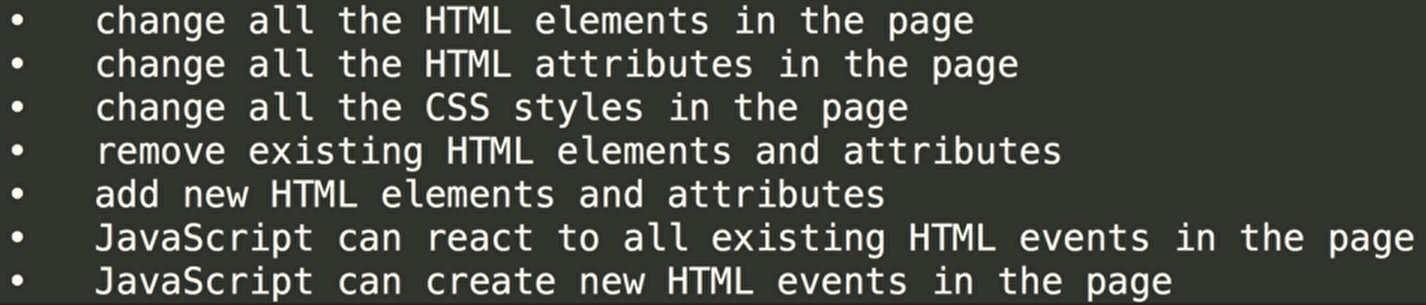 • change all the HTML elements in the page
• change all the HTML attributes in the page
• change all the CSS styles in the page
• remove existing HTML elements and attributes
• add new HTML elements and attributes
• JavaScript can react to all existing HTML events in the page
• JavaScript can create new HTML events in the page